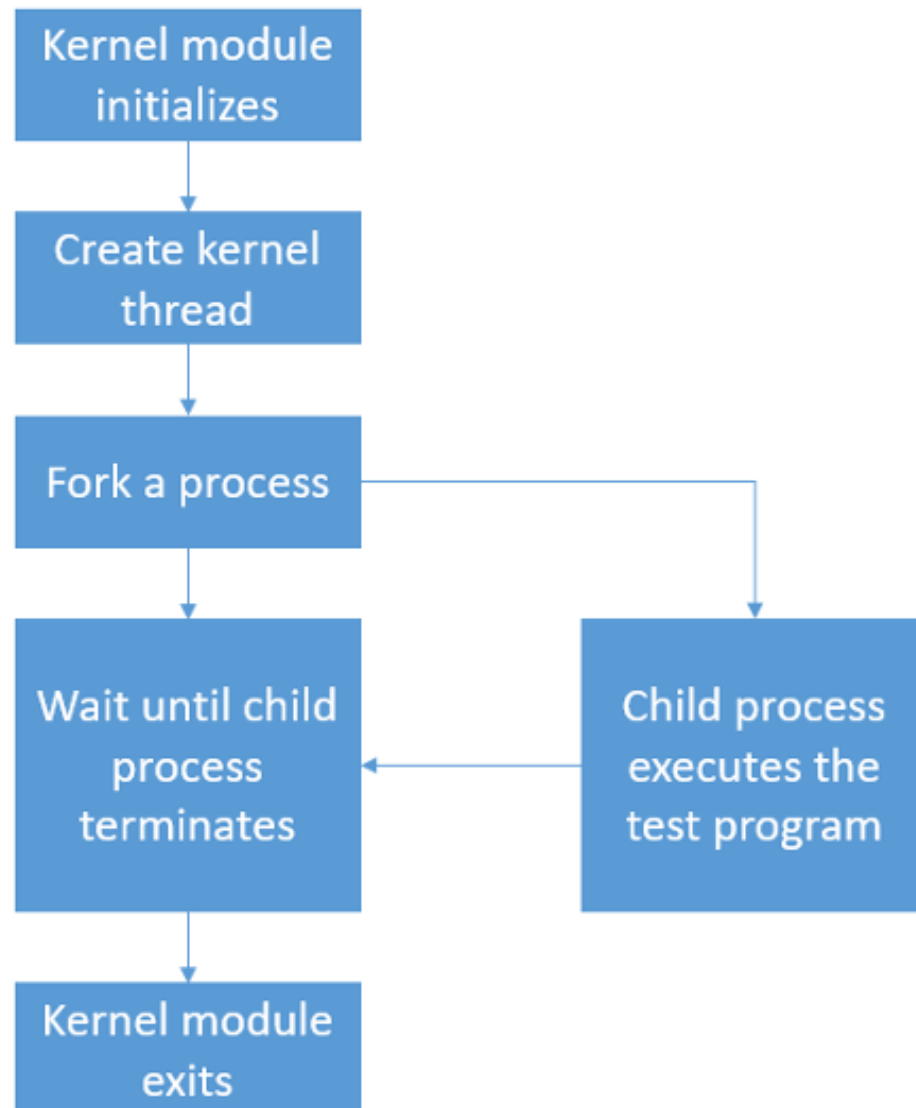 Kernel module
initializes
Create kernel
thread
Fork a process
Wait until child
process
terminates
Child process
executes the
test program
Kernel module
exits